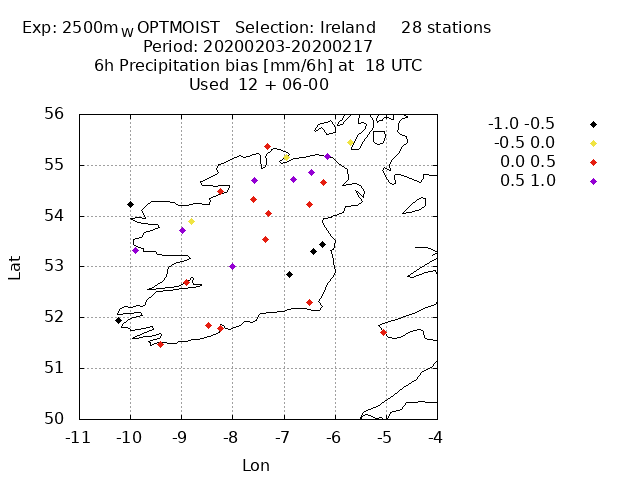 Exp: 2500mW OPTMOIST Selection: Ireland 28 stations
Period: 20200203-20200217
6h Precipitation bias [mm/6h] at 18 UTC
Used 12 + 06-00
-1.0 -0.5
-0.5 0.0
0.0 0.5
0.5 1.0
56
55
54
53
52
51
50
Lat
-11 -10 -9 -8 -7 -6 -5 -4
Lon